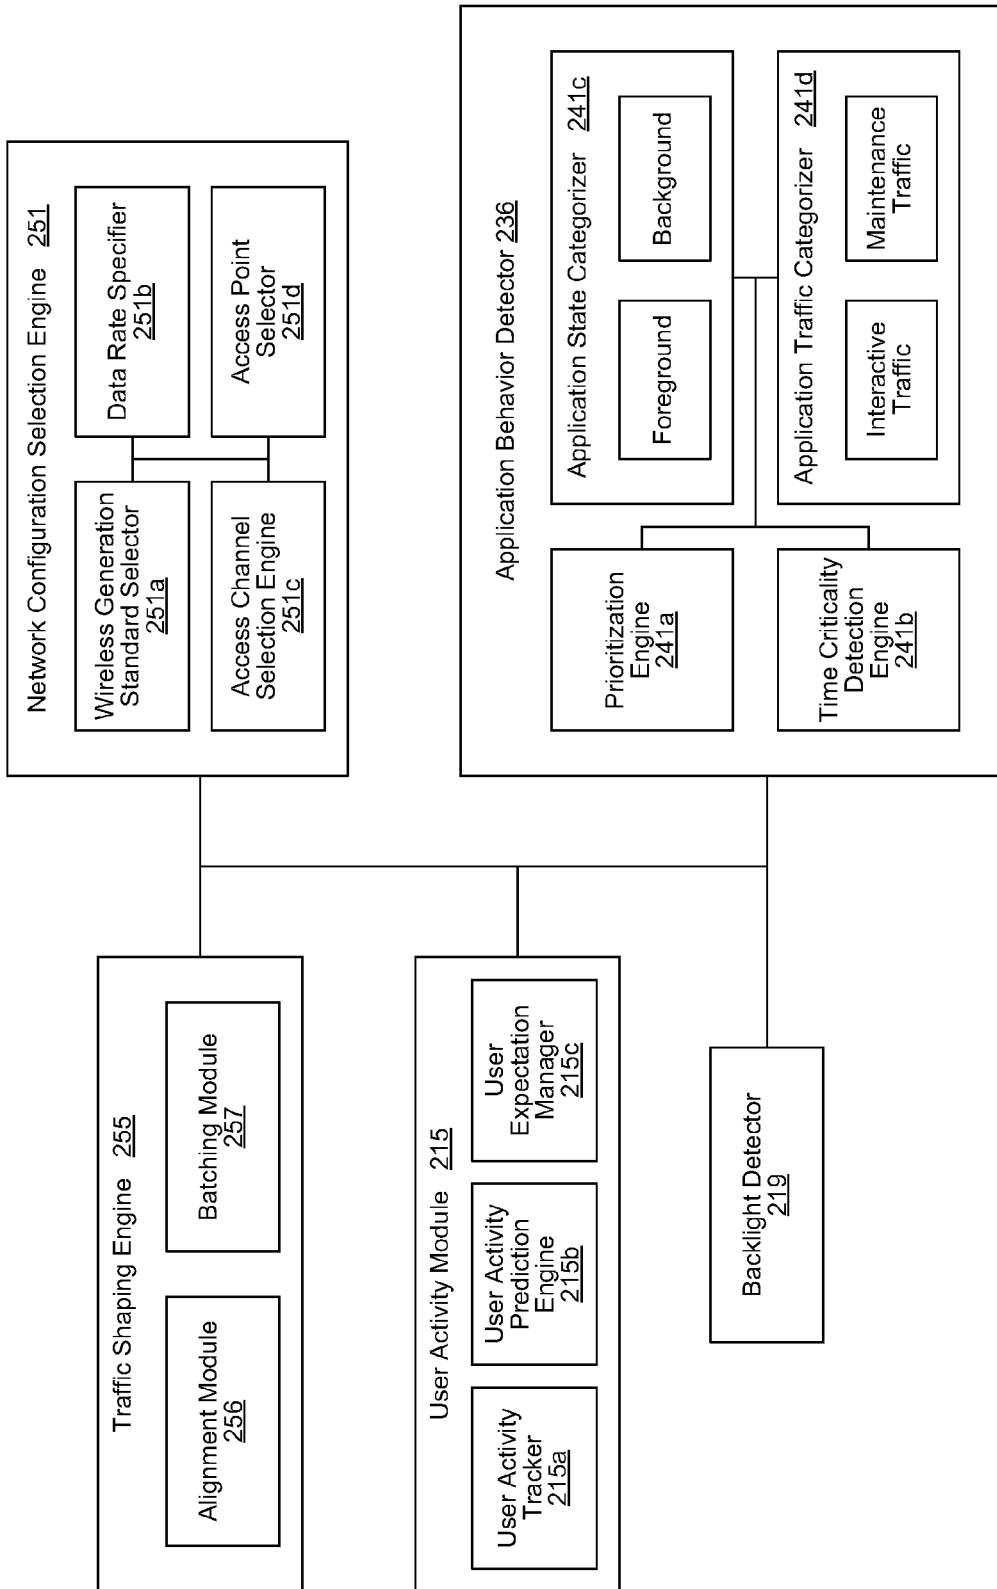 Traffic Shaping Engine 255
Alignment Module
256
Batching Module
257
Network Configuration Selection Engine 251
Wireless Generation
Standard Selector
251a
Data Rate Specifier
251b
Access Channel
Selection Engine
251c
Access Point
Selector
251d
User Activity Module 215
User Activity
Tracker
215a
User Activity
Prediction
Engine
215b
User
Expectation
Manager
215c
Backlight Detector
219
Application Behavior Detector 236
Prioritization
Engine
241a
Time Criticality
Detection
Engine
241b
Application State Categorizer 241c
Foreground
Background
Application Traffic Categorizer 241d
Interactive
Traffic
Maintenance
Traffic